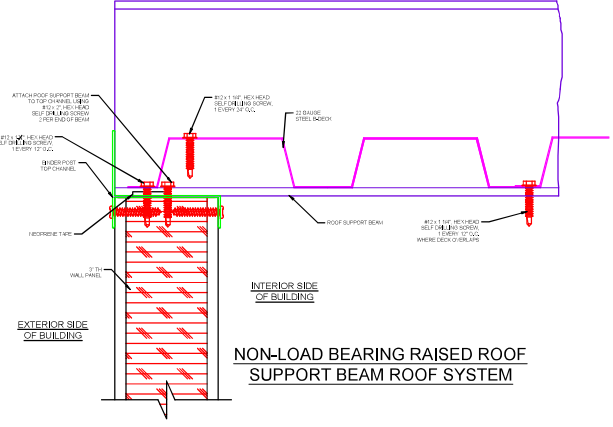 ATTACH ROOF SUPPORT BEAM
TO TOP CHANNEL USING
#12 x 2" HEX HEAD
SELF DRILLING SCREW
2 PER END OF BEAM
#12 x 1 1/4" HEX HEAD
SELF DRILLING SCREW,
1 EVERY 24" O.C.
22 GAUGE
STEEL B-DECK
HEX HEAD
SELF DRILLING SCREW,
1 EVERY 12" O.C.
BINDER POST
TOP CHANNEL
NEOPRENE TAPE
3" TH
WALL PANEL
ROOF SUPPORT BEAM
#12 x 1 1/4" HEX HEAD
SELF DRILLING SCREW,
1 EVERY 12" O.C.
WHERE DECK OVERLAPS
INTERIOR SIDE
OF BUILDING
EXTERIOR SIDE
OF BUILDING
NON-LOAD BEARING RAISED ROOF
SUPPORT BEAM ROOF SYSTEM